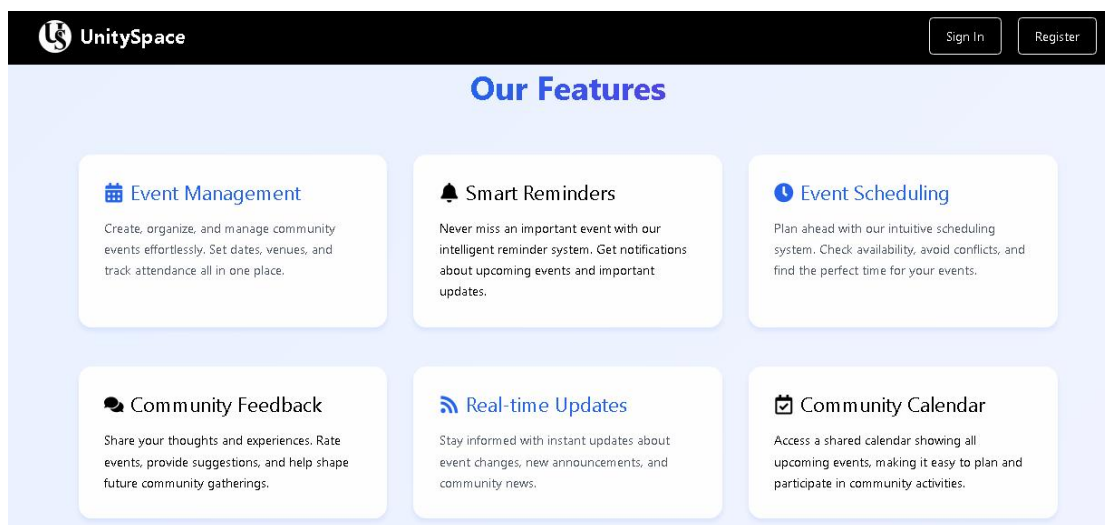 US UnitySpace
Sign In
Register
Our Features
Event Management
Create, organize, and manage community
events effortlessly. Set dates, venues, and
track attendance all in one place.
Smart Reminders
Never miss an important event with our
intelligent reminder system. Get notifications
about upcoming events and important
updates.
Event Scheduling
Plan ahead with our intuitive scheduling
system. Check availability, avoid conflicts, and
find the perfect time for your events.
Community Feedback
Share your thoughts and experiences. Rate
events, provide suggestions, and help shape
future community gatherings.
Real-time Updates
Stay informed with instant updates about
event changes, new announcements, and
community news.
Community Calendar
Access a shared calendar showing all
upcoming events, making it easy to plan and
participate in community activities.